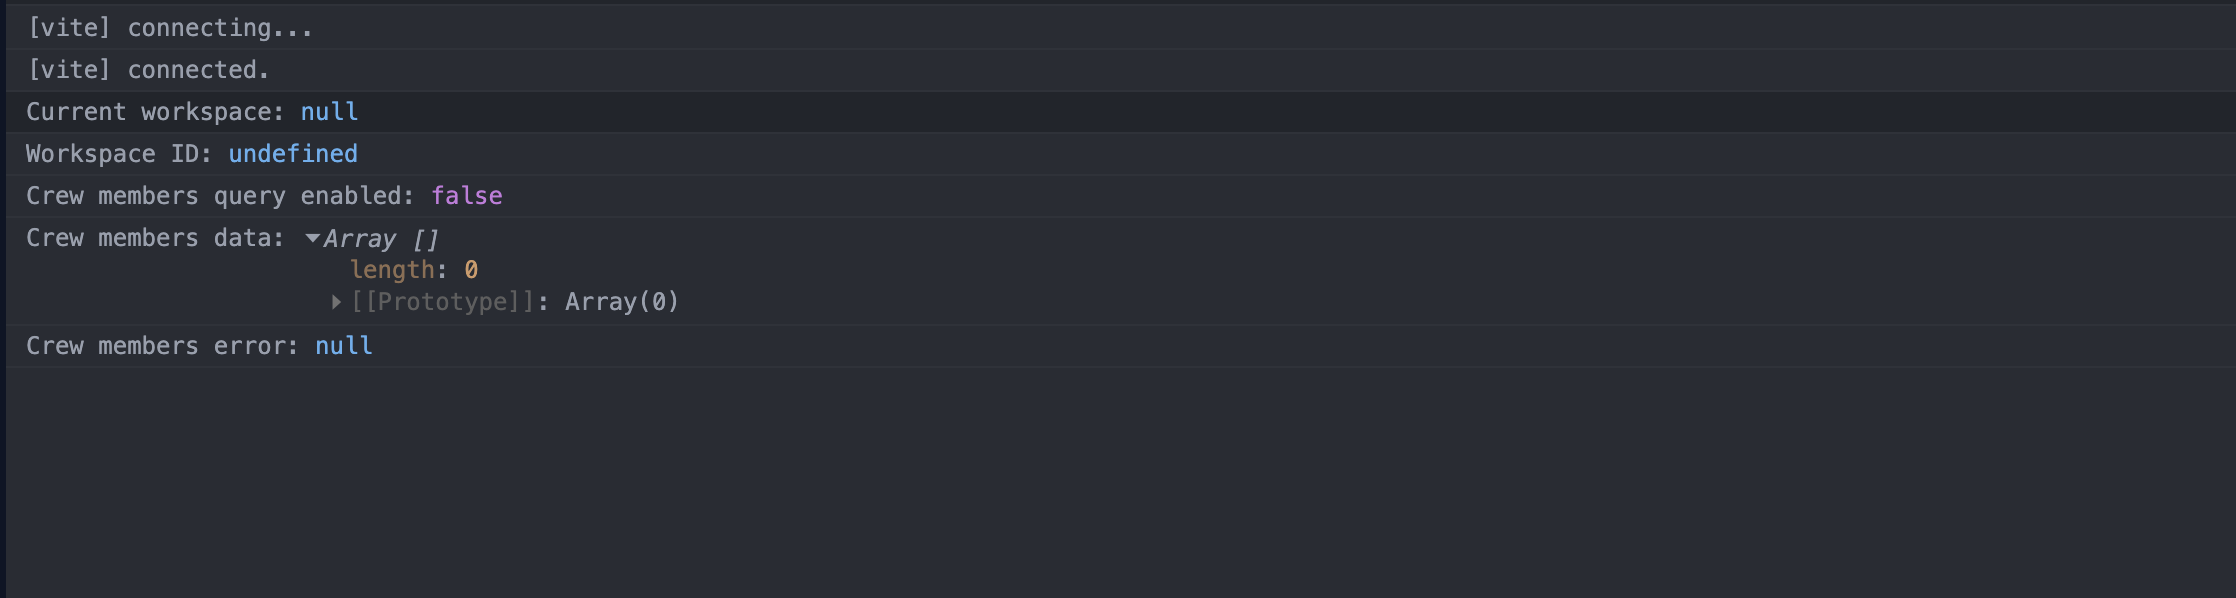 [vite] connecting...
[vite] connected.
Current workspace: null
Workspace ID: undefined
Crew members query enabled: false
Crew members data: ▼Array []
length: 0
▶[[Prototype]]: Array(0)
Crew members error: null